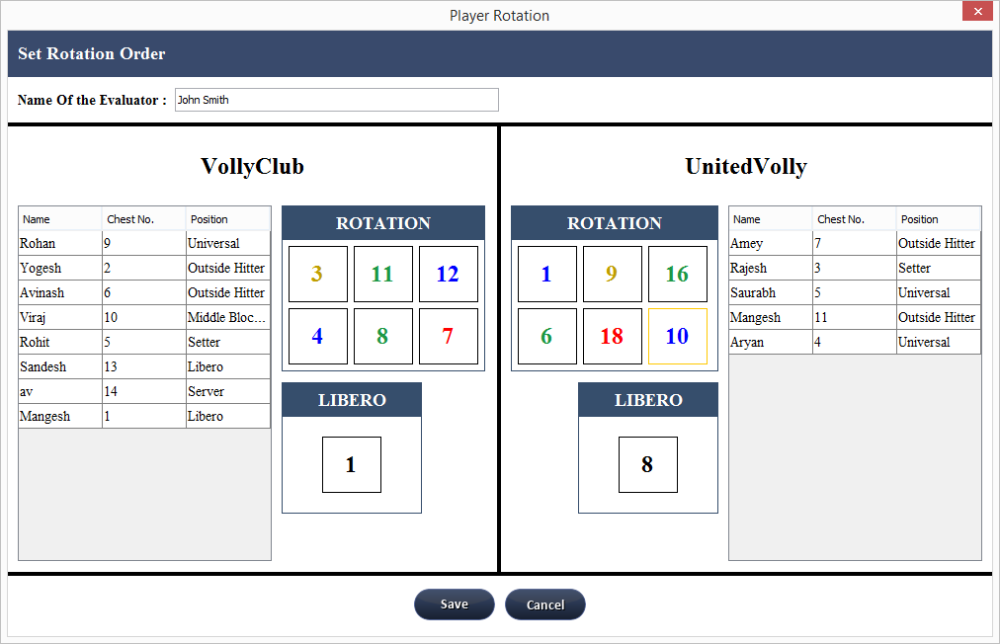 Player Rotation
Set Rotation Order
Name Of the Evaluator : John Smith
VollyClub
Name Chest No. Position
Rohan 9 Universal
Yogesh 2 Outside Hitter
Avinash 6 Outside Hitter
Viraj 10 Middle Bloc...
Rohit 5 Setter
Sandesh 13 Libero
av 14 Server
Mangesh 1 Libero
ROTATION
3 11 12
4 8 7
LIBERO
1
UnitedVolly
ROTATION
1 9 16
6 18 10
LIBERO
8
Name Chest No. Position
Amey 7 Outside Hitter
Rajesh 3 Setter
Saurabh 5 Universal
Mangesh 11 Outside Hitter
Aryan 4 Universal
Save Cancel